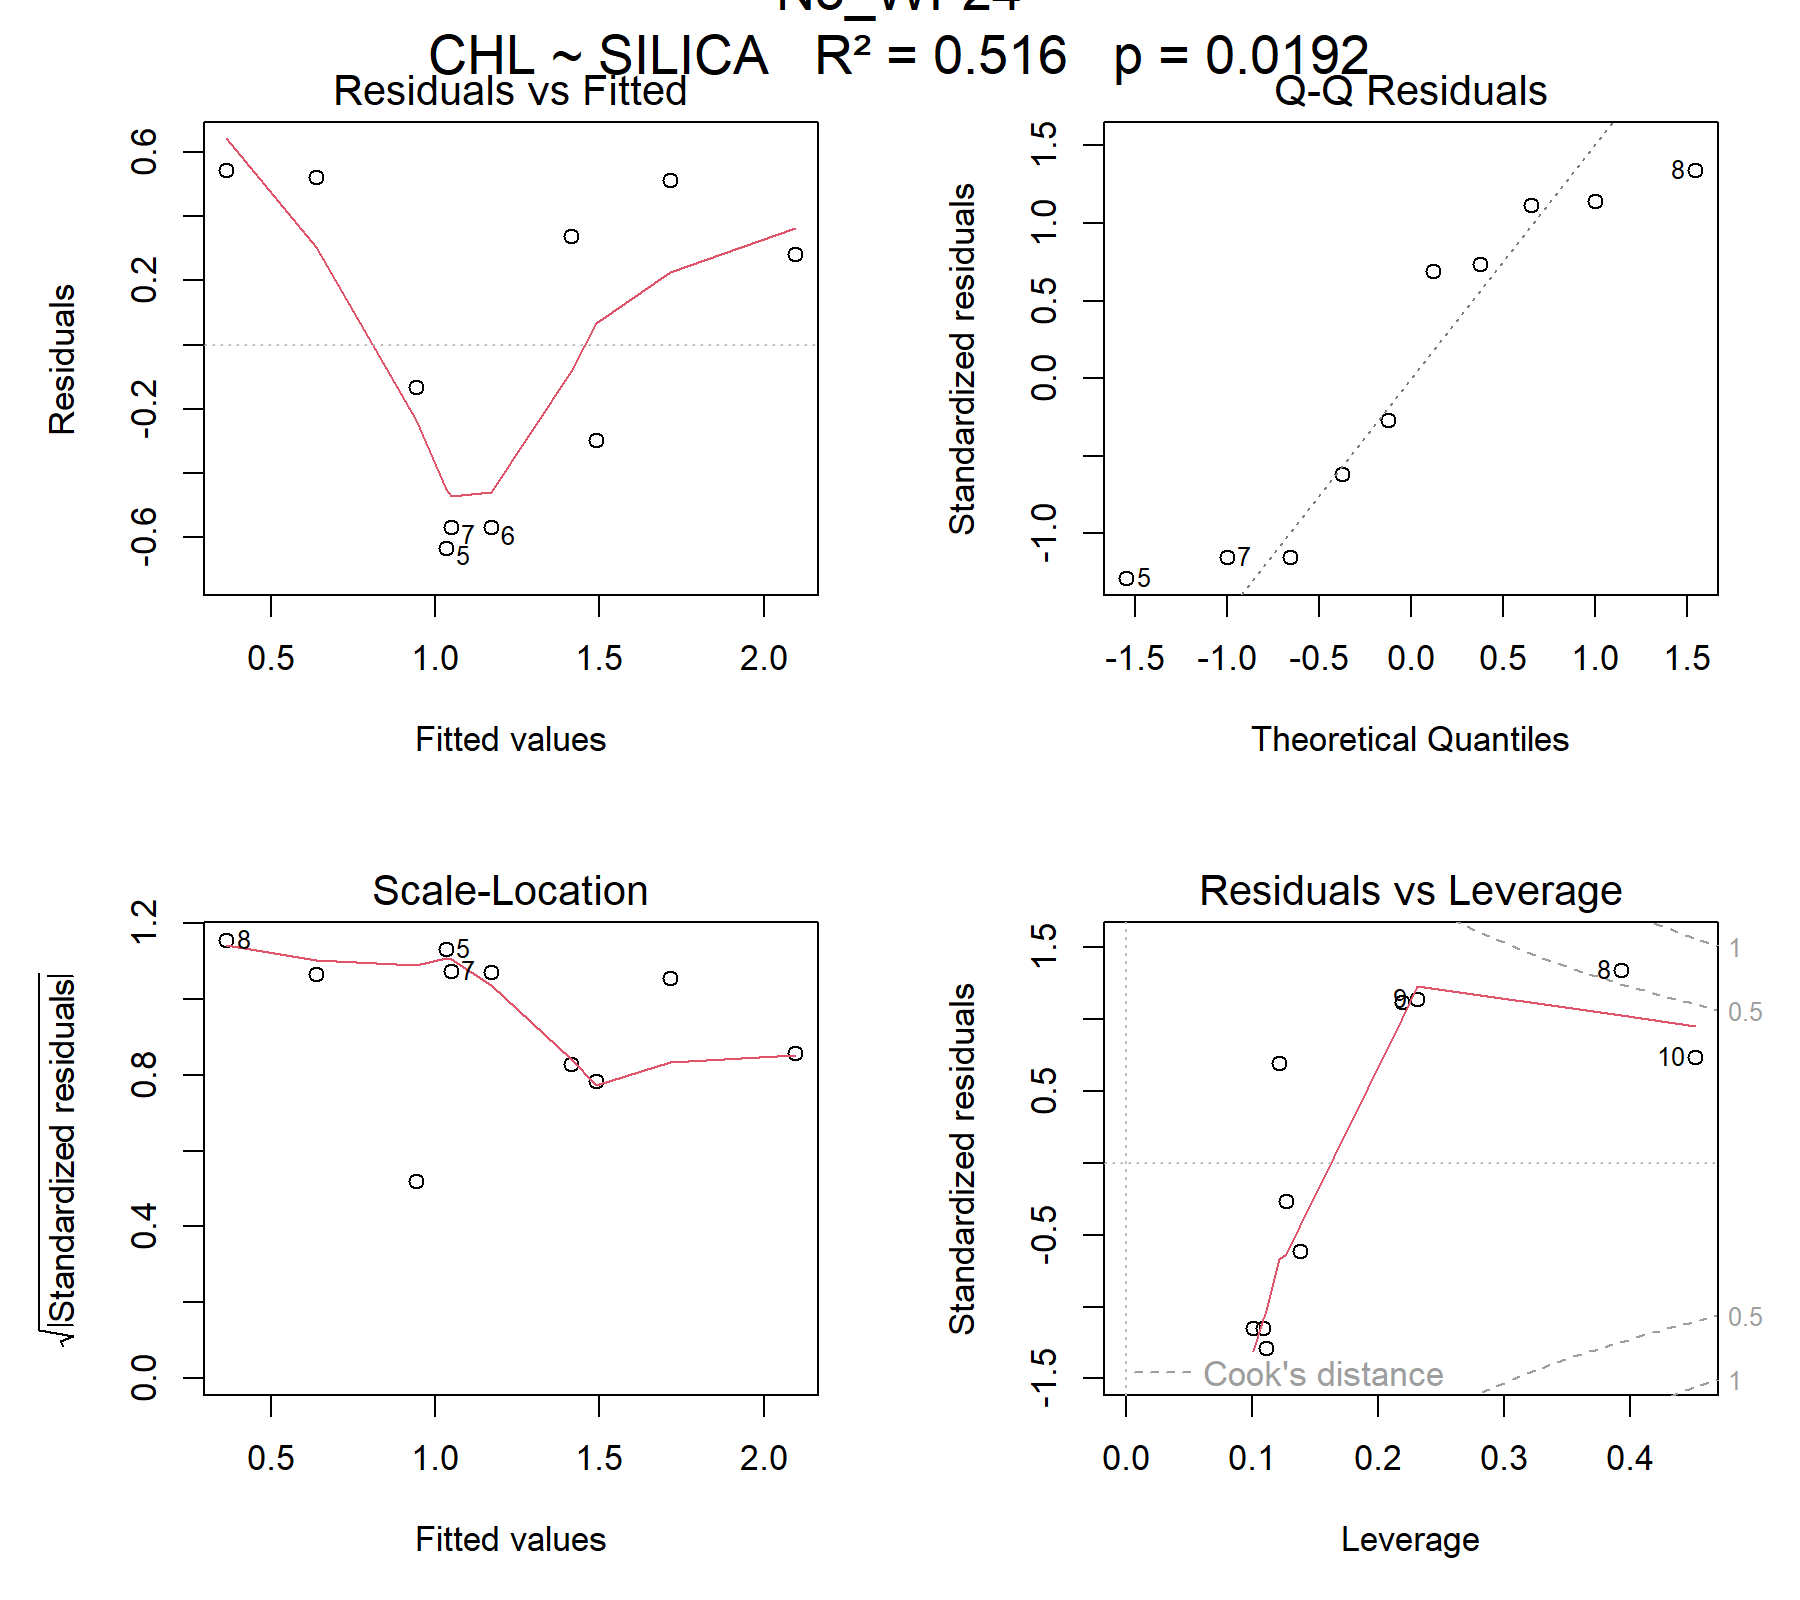 CHL ~ SILICA R² = 0.516 p = 0.0192
Residuals vs Fitted
Residuals
0.6
0.2
-0.2
-0.6
7
5
6
0.5 1.0 1.5 2.0
Fitted values
Q-Q Residuals
Standardized residuals
1.5
1.0
0.5
0.0
-1.0
8
7
5
-1.5 -1.0 -0.5 0.0 0.5 1.0 1.5
Theoretical Quantiles
Scale-Location
√|Standardized residuals|
1.2
0.8
0.4
0.0
8
5
7
0.5 1.0 1.5 2.0
Fitted values
Residuals vs Leverage
Standardized residuals
1.5
0.5
-0.5
-1.5
8
9
10
1
0.5
0.5
1
Cook's distance
0.0 0.1 0.2 0.3 0.4
Leverage